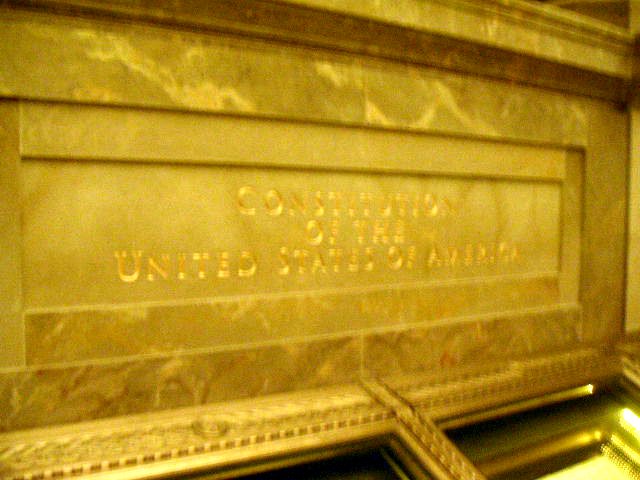 CONSTITUTION
OF THE
UNITED STATES OF AMERICA